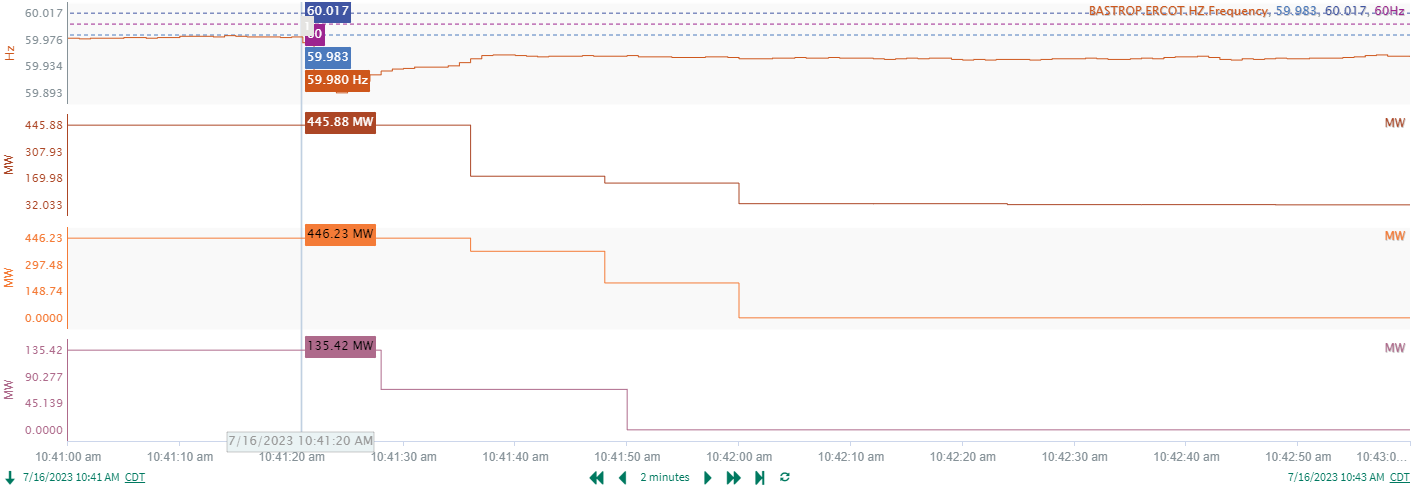 60.017
59.976
59.934
59.893
Hz
60.017
59.983
59.980 Hz
BASTROP.ERCOT.HZ.Frequency, 59.983, 60.017, 60Hz
445.88
307.93
169.98
32.033
MW
445.88 MW
MW
446.23
297.48
148.74
0.0000
MW
446.23 MW
MW
135.42
90.277
45.139
0.0000
MW
135.42 MW
MW
7/16/2023 10:41:20 AM
10:41:00 am 10:41:10 am 10:41:20 am 10:41:30 am 10:41:40 am 10:41:50 am 10:42:00 am 10:42:10 am 10:42:20 am 10:42:30 am 10:42:40 am 10:42:50 am 10:43:0...
7/16/2023 10:41 AM CDT 2 minutes 7/16/2023 10:43 AM CDT